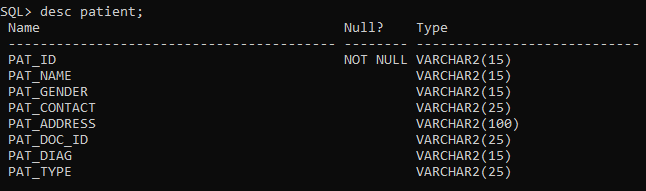 SQL> desc patient;
Name Null? Type
----------------------------------------- -------- ----------------------------
PAT_ID NOT NULL VARCHAR2(15)
PAT_NAME VARCHAR2(15)
PAT_GENDER VARCHAR2(15)
PAT_CONTACT VARCHAR2(25)
PAT_ADDRESS VARCHAR2(100)
PAT_DOC_ID VARCHAR2(25)
PAT_DIAG VARCHAR2(15)
PAT_TYPE VARCHAR2(25)